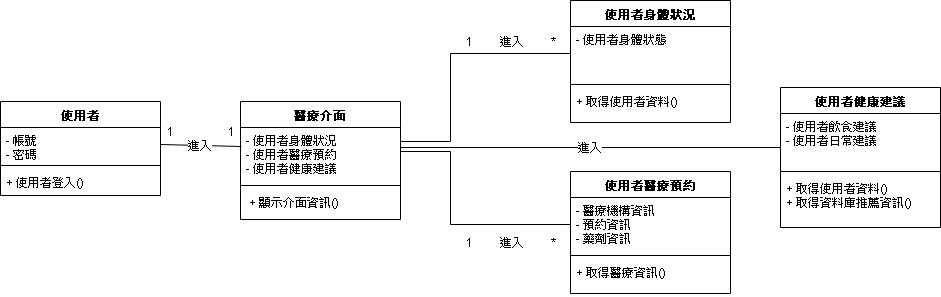 使用者
- 帳號
- 密碼
+ 使用者登入()
1
進入
1
醫療介面
- 使用者身體狀況
- 使用者醫療預約
- 使用者健康建議
+ 顯示介面資訊()
1
進入
*
使用者身體狀況
- 使用者身體狀態
+ 取得使用者資料()
進入
使用者健康建議
- 使用者飲食建議
- 使用者日常建議
+ 取得使用者資料()
+ 取得資料庫推薦資訊()
1
進入
*
使用者醫療預約
- 醫療機構資訊
- 預約資訊
- 藥劑資訊
+ 取得醫療資訊()